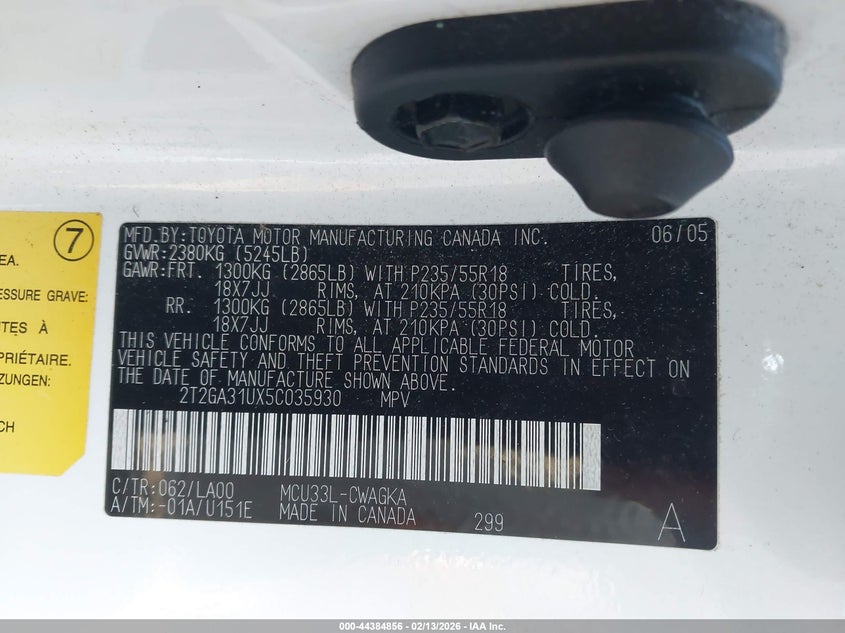 7
EA.
ESSURE GRAVE:
UTES À
OPRIÉTAIRE.
ZUNGEN:
CH
MFD.BY:TOYOTA MOTOR MANUFACTURING CANADA INC. 06/05
GVWR:2380KG (5245LB)
GAWR:FRT. 1300KG (2865LB) WITH P235/55R18 TIRES,
18X7JJ RIMS, AT 210KPA (30PSI) COLD.
RR. 1300KG (2865LB) WITH P235/55R18 TIRES,
18X7JJ RIMS, AT 210KPA (30PSI) COLD.
THIS VEHICLE CONFORMS TO ALL APPLICABLE FEDERAL MOTOR
VEHICLE SAFETY AND THEFT PREVENTION STANDARDS IN EFFECT ON
THE DATE OF MANUFACTURE SHOWN ABOVE.
2T2GA31UX5C035930 MPV
C/TR:062/LA00 MCU33L-CWAGKA
A/TM:-01A/U151E MADE IN CANADA 299 A
000-44384856 - 02/13/2026 - IAA Inc.